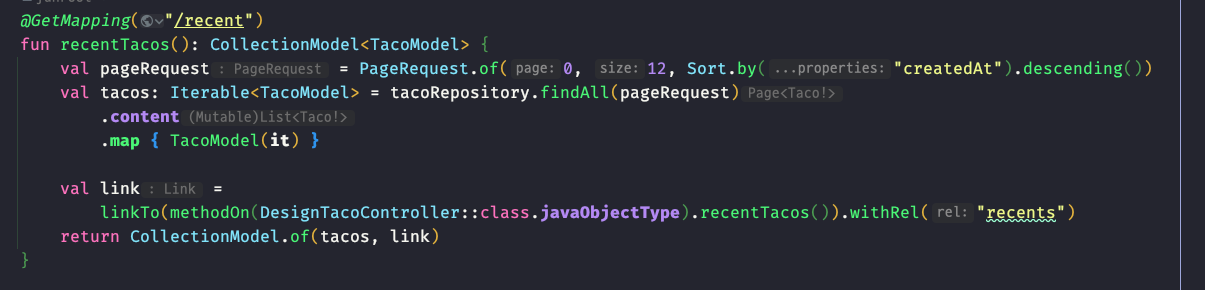 @GetMapping("/recent")
fun recentTacos(): CollectionModel<TacoModel> {
val pageRequest : PageRequest = PageRequest.of( page: 0, size: 12, Sort.by( ...properties: "createdAt").descending())
val tacos: Iterable<TacoModel> = tacoRepository.findAll(pageRequest) Page<Taco!>
.content (Mutable)List<Taco!>
.map { TacoModel(it) }
val link : Link =
linkTo(methodOn(DesignTacoController::class.javaObjectType).recentTacos()).withRel( rel: "recents")
return CollectionModel.of(tacos, link)
}